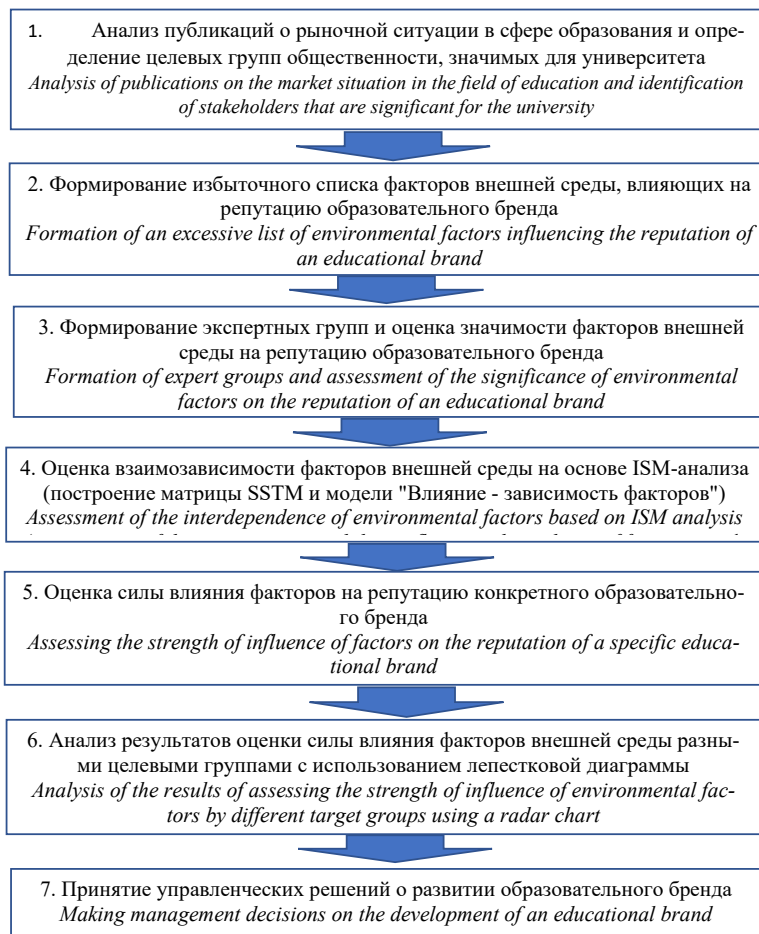 1. Анализ публикаций о рыночной ситуации в сфере образования и опре-
деление целевых групп общественности, значимых для университета
Analysis of publications on the market situation in the field of education and identification
of stakeholders that are significant for the university
2. Формирование избыточного списка факторов внешней среды, влияющих на
репутацию образовательного бренда
Formation of an excessive list of environmental factors influencing the reputation of
an educational brand
3. Формирование экспертных групп и оценка значимости факторов внешней
среды на репутацию образовательного бренда
Formation of expert groups and assessment of the significance of environmental
factors on the reputation of an educational brand
4. Оценка взаимозависимости факторов внешней среды на основе ISM-анализа
(построение матрицы SSTM и модели "Влияние - зависимость факторов")
Assessment of the interdependence of environmental factors based on ISM analysis
5. Оценка силы влияния факторов на репутацию конкретного образовательно-
го бренда
Assessing the strength of influence of factors on the reputation of a specific educa-
tional brand
6. Анализ результатов оценки силы влияния факторов внешней среды разны-
ми целевыми группами с использованием лепестковой диаграммы
Analysis of the results of assessing the strength of influence of environmental fac-
tors by different target groups using a radar chart
7. Принятие управленческих решений о развитии образовательного бренда
Making management decisions on the development of an educational brand